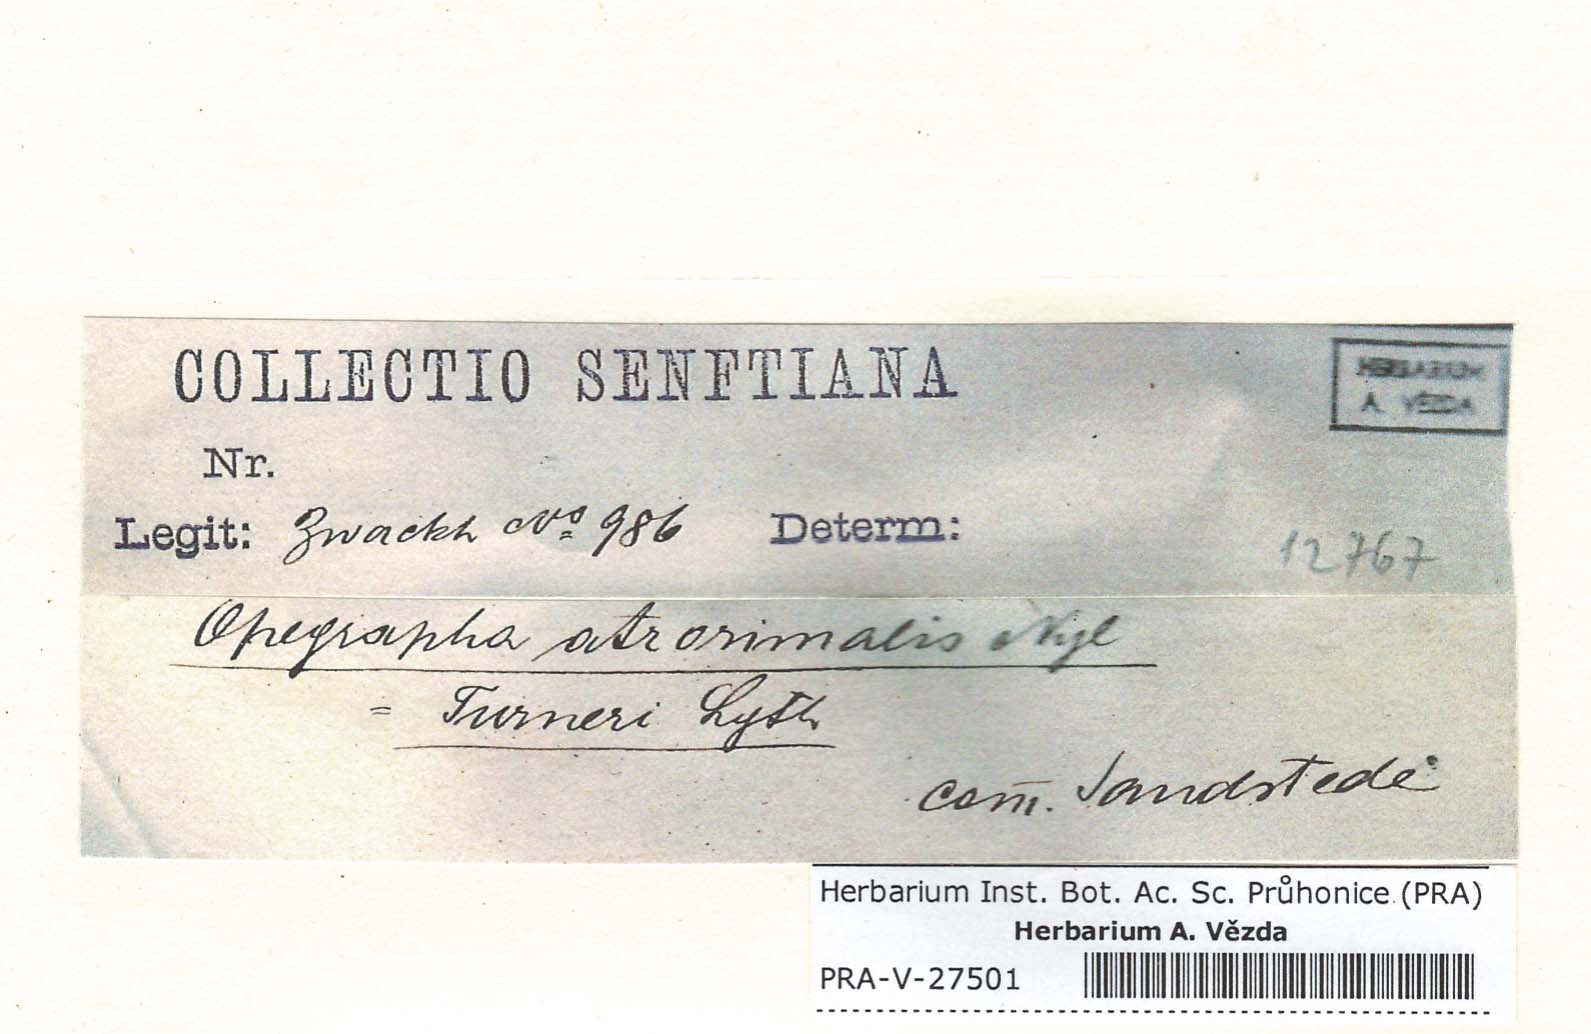 COLLECTIO SENFTIANA
HERBARIUM
A. VĚZDA
Nr.
Legit: Zwackh No 986 Determ:
12767
Opegrapha atrorimalis Nyl
= Turneri Lgth
com̄. Sandstede
Herbarium Inst. Bot. Ac. Sc. Průhonice (PRA)
Herbarium A. Vězda
PRA-V-27501